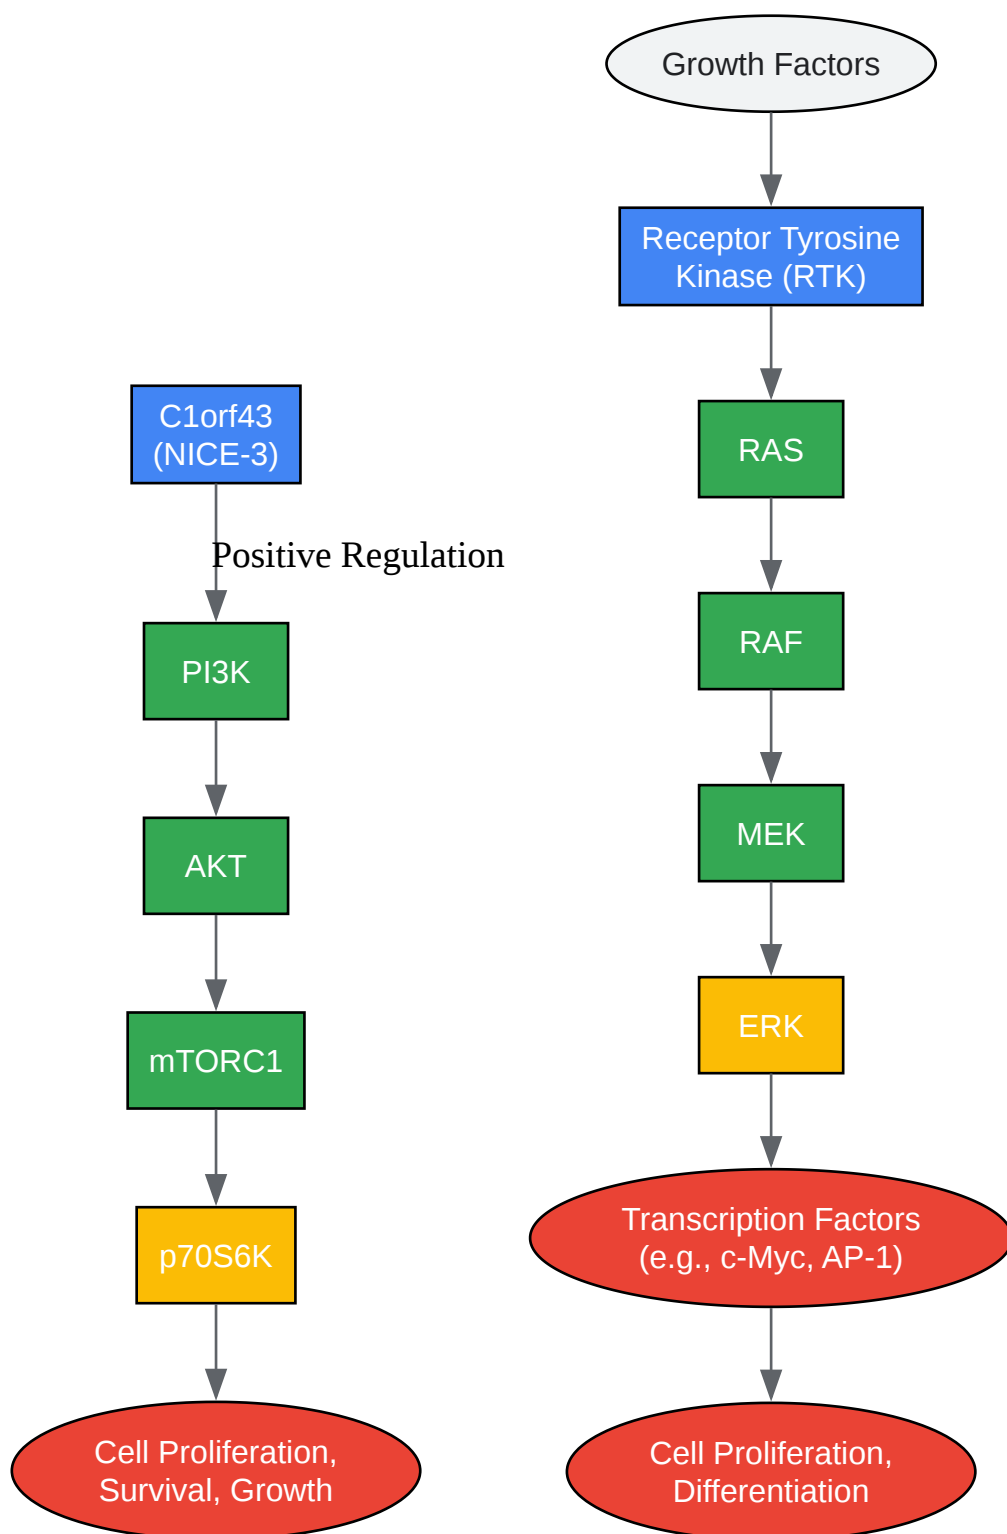 Growth Factors
Receptor Tyrosine
Kinase (RTK)
C1orf43
(NICE-3)
RAS
Positive Regulation
RAF
PI3K
MEK
AKT
ERK
mTORC1
Transcription Factors
(e.g., c-Myc, AP-1)
p70S6K
Cell Proliferation,
Survival, Growth
Cell Proliferation,
Differentiation